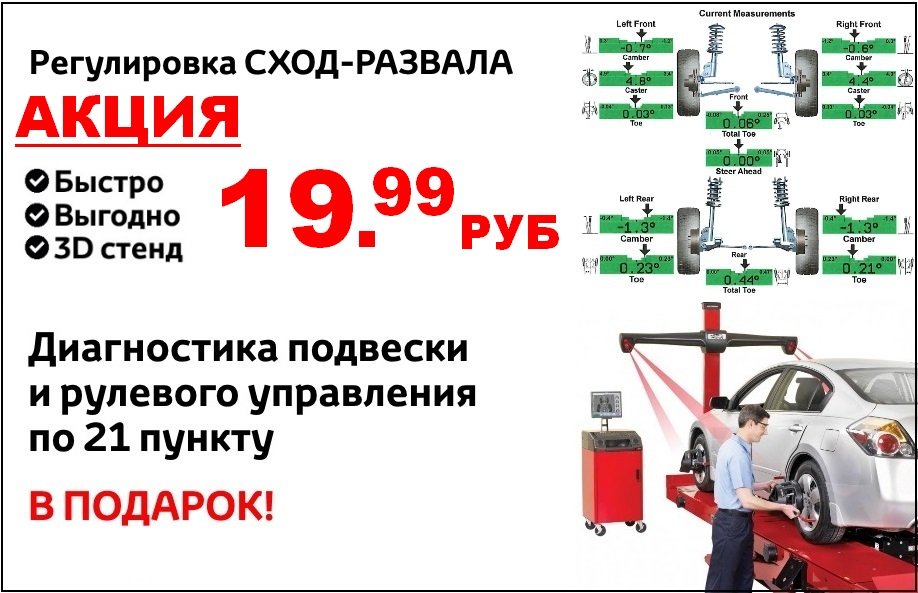 Регулировка СХОД-РАЗВАЛА
АКЦИЯ
Быстро
Выгодно
3D стенд
19.99 РУБ
Диагностика подвески
и рулевого управления
по 21 пункту
В ПОДАРОК!
Current Measurements
Left Front
-0.7°
Camber
4.8°
Caster
0.03°
Toe
Right Front
-0.6°
Camber
4.4°
Caster
0.03°
Toe
Front
0.06°
Total Toe
0.00°
Steer Ahead
Left Rear
-1.3°
Camber
0.23°
Toe
Right Rear
-1.3°
Camber
0.21°
Toe
Rear
0.44°
Total Toe